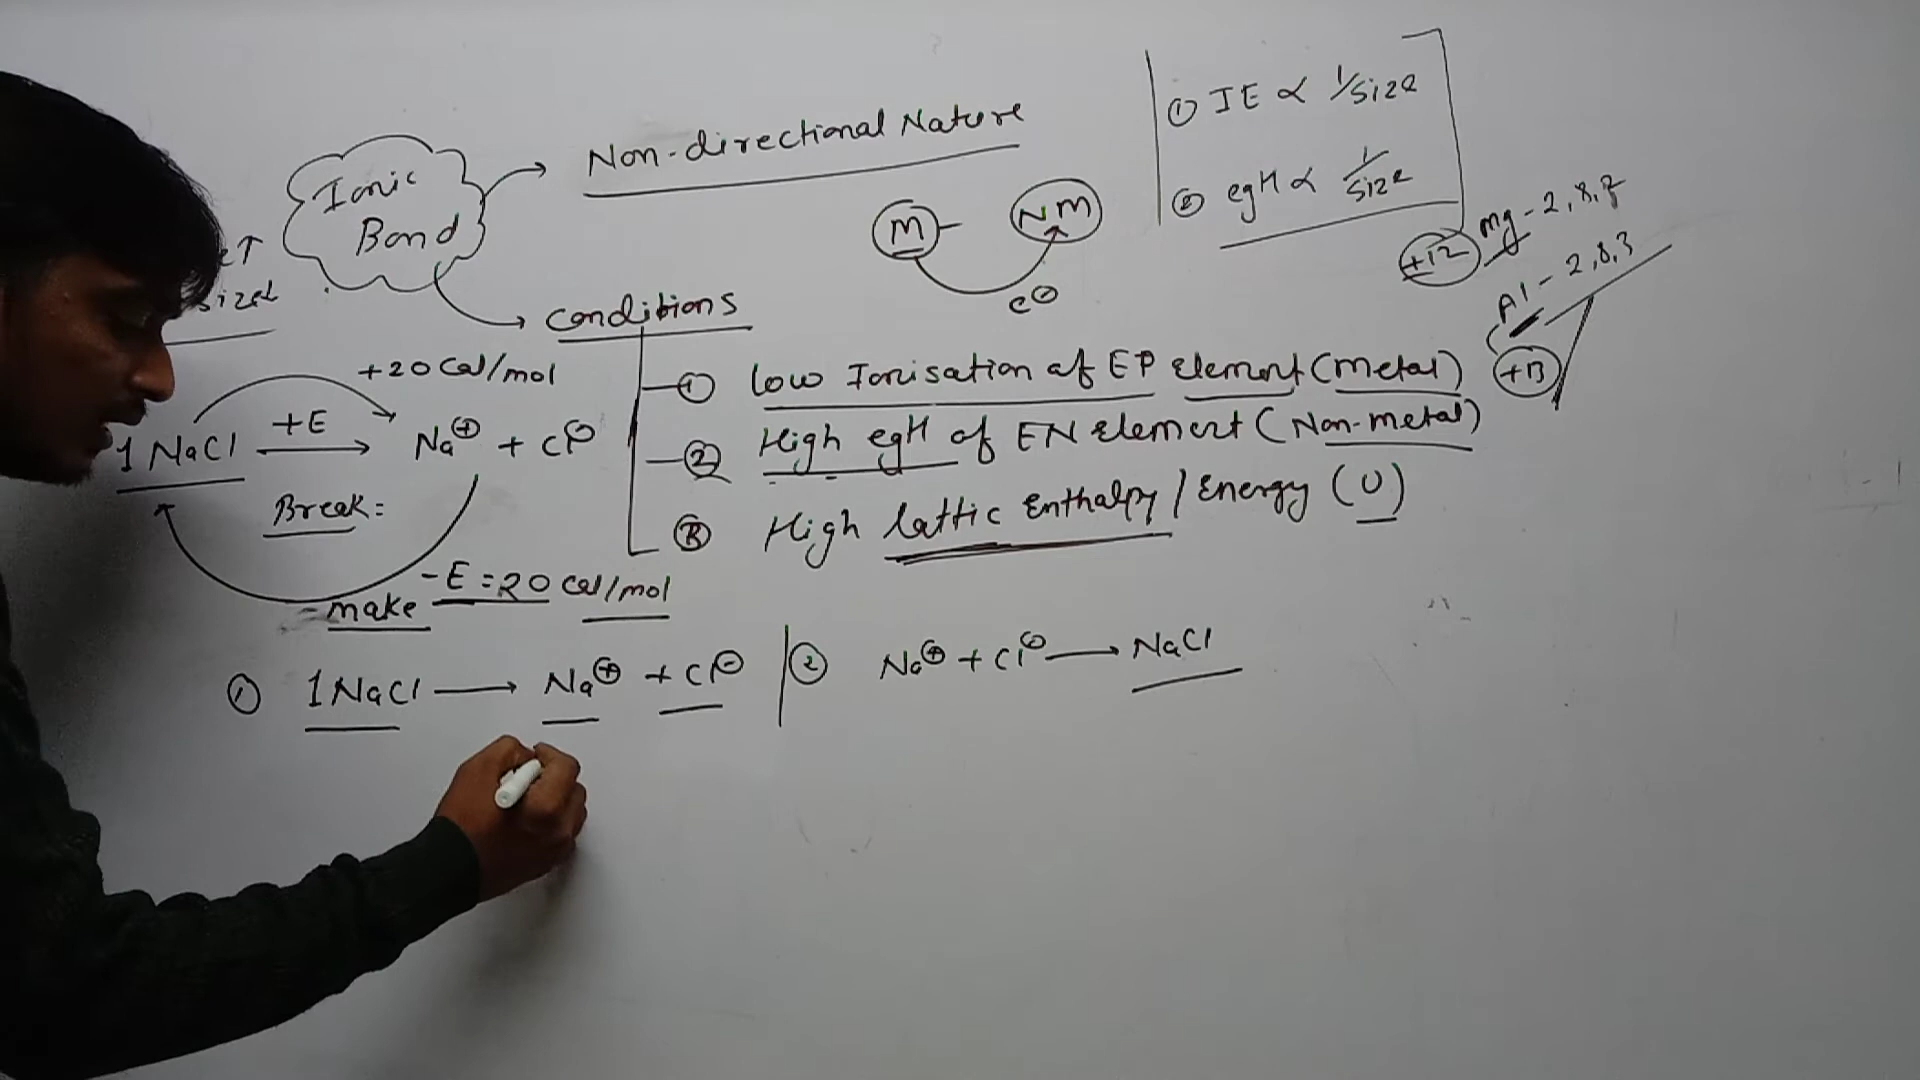 Ionic Bond
Non-directional Nature
M - NM
e⊖
① IE ∝ 1/size
② egH ∝ 1/size
+12 mg - 2,8,2
Al - 2,8,3
+13
size↓
conditions
① low Ionisation of EP Element (metal)
② High egH of EN element (Non-metal)
③ High lattic Enthalpy / Energy (U)
+20 Cal/mol
1 NaCl +E → Na⊕ + Cl⊖
Break =
make -E = 20 Cal/mol
① 1 NaCl → Na⊕ + Cl⊖
② Na⊕ + Cl⊖ → NaCl